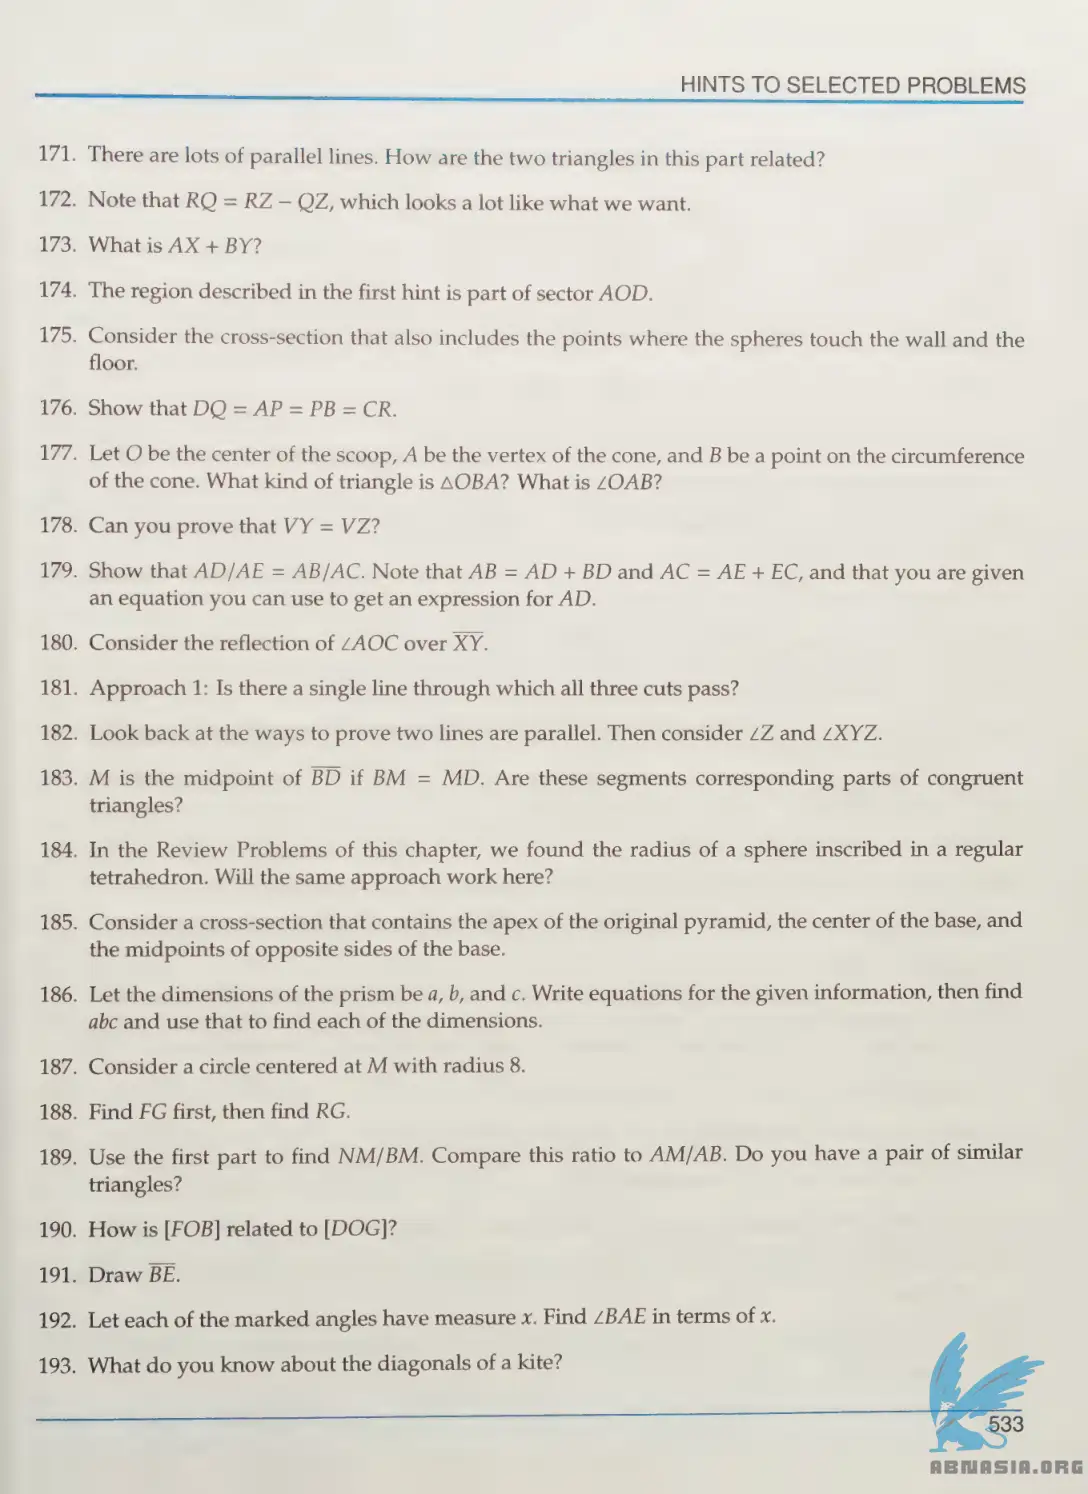 HINTS TO SELECTED PROBLEMS
171. There are lots of parallel lines. How are the two triangles in this part related?
172. Note that RQ = RZ − QZ, which looks a lot like what we want.
173. What is AX + BY?
174. The region described in the first hint is part of sector AOD.
175. Consider the cross-section that also includes the points where the spheres touch the wall and the
floor.
176. Show that DQ = AP = PB = CR.
177. Let O be the center of the scoop, A be the vertex of the cone, and B be a point on the circumference
of the cone. What kind of triangle is △OBA? What is ∠OAB?
178. Can you prove that VY = VZ?
179. Show that AD/AE = AB/AC. Note that AB = AD + BD and AC = AE + EC, and that you are given
an equation you can use to get an expression for AD.
180. Consider the reflection of ∠AOC over X̅Y̅.
181. Approach 1: Is there a single line through which all three cuts pass?
182. Look back at the ways to prove two lines are parallel. Then consider ∠Z and ∠XYZ.
183. M is the midpoint of B̅D̅ if BM = MD. Are these segments corresponding parts of congruent
triangles?
184. In the Review Problems of this chapter, we found the radius of a sphere inscribed in a regular
tetrahedron. Will the same approach work here?
185. Consider a cross-section that contains the apex of the original pyramid, the center of the base, and
the midpoints of opposite sides of the base.
186. Let the dimensions of the prism be a, b, and c. Write equations for the given information, then find
abc and use that to find each of the dimensions.
187. Consider a circle centered at M with radius 8.
188. Find FG first, then find RG.
189. Use the first part to find NM/BM. Compare this ratio to AM/AB. Do you have a pair of similar
triangles?
190. How is [FOB] related to [DOG]?
191. Draw B̅E̅.
192. Let each of the marked angles have measure x. Find ∠BAE in terms of x.
193. What do you know about the diagonals of a kite?
533
ABNASIA.ORG